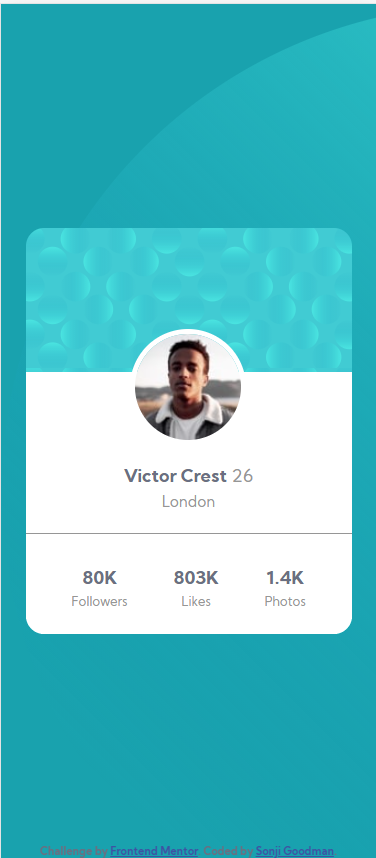 Victor Crest 26
London
80K 803K 1.4K
Followers Likes Photos
Challenge by Frontend Mentor Coded by Sonji Goodman